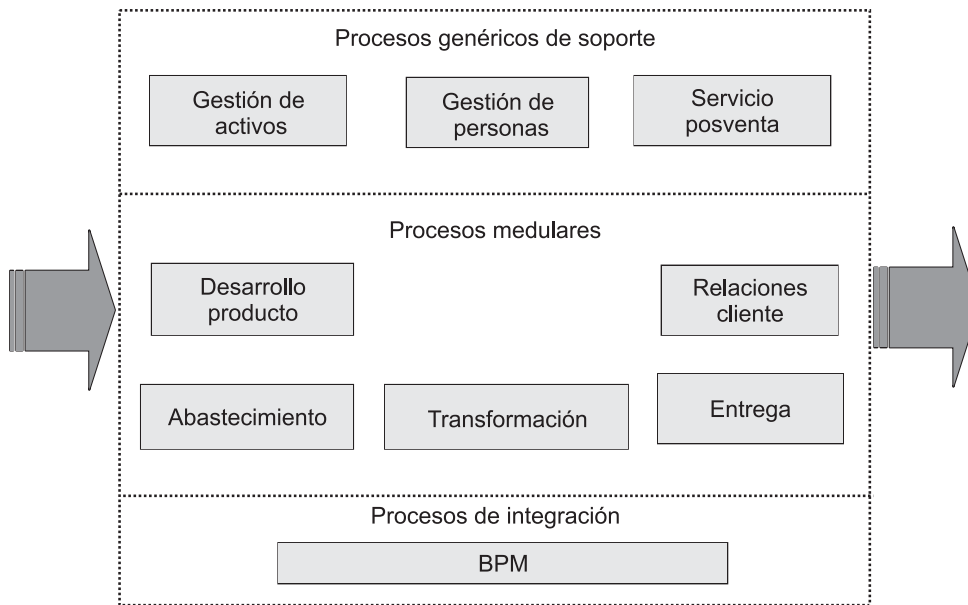 Procesos genéricos de soporte
Gestión de
activos
Gestión de
personas
Servicio
posventa
Procesos medulares
Desarrollo
producto
Relaciones
cliente
Abastecimiento
Transformación
Entrega
Procesos de integración
BPM